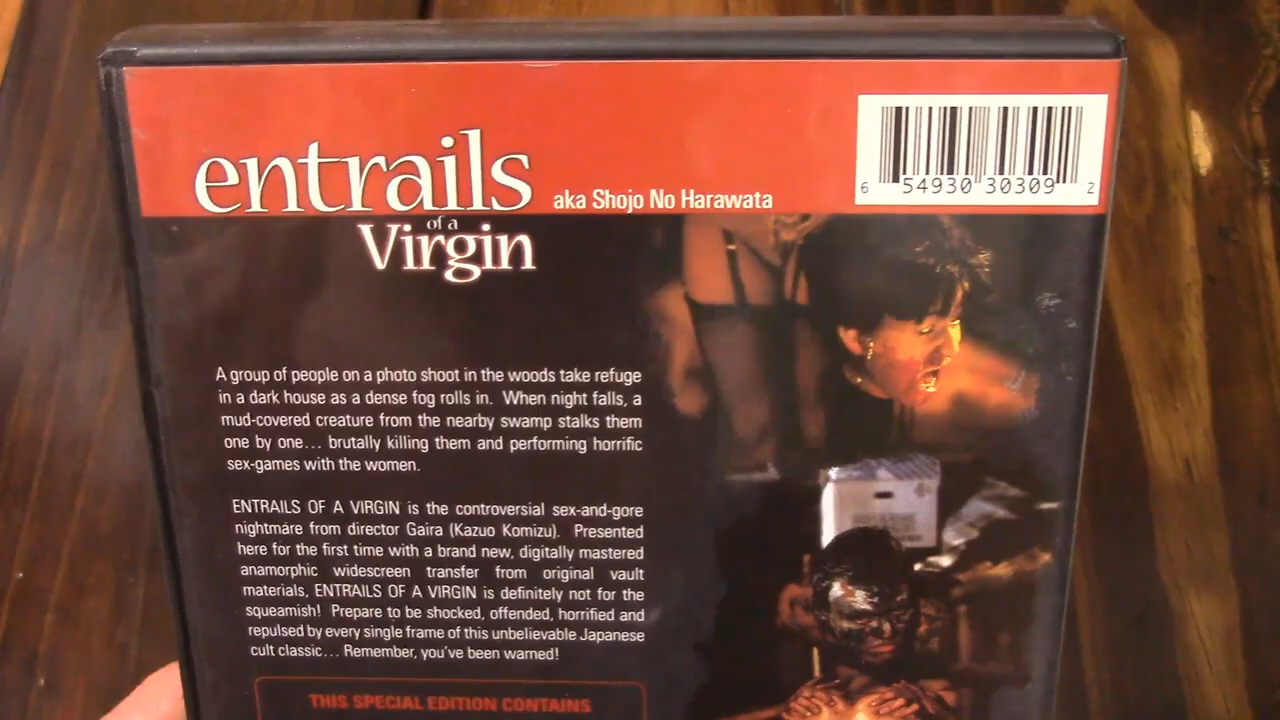 entrails
aka Shojo No Harawata
of a
Virgin
6 54930 30309 2
A group of people on a photo shoot in the woods take refuge
in a dark house as a dense fog rolls in. When night falls, a
mud-covered creature from the nearby swamp stalks them
one by one... brutally killing them and performing horrific
sex-games with the women.
ENTRAILS OF A VIRGIN is the controversial sex-and-gore
nightmare from director Gaira (Kazuo Komizu). Presented
here for the first time with a brand new, digitally mastered
anamorphic widescreen transfer from original vault
materials, ENTRAILS OF A VIRGIN is definitely not for the
squeamish! Prepare to be shocked, offended, horrified and
repulsed by every single frame of this unbelievable Japanese
cult classic... Remember, you've been warned!
THIS SPECIAL EDITION CONTAINS